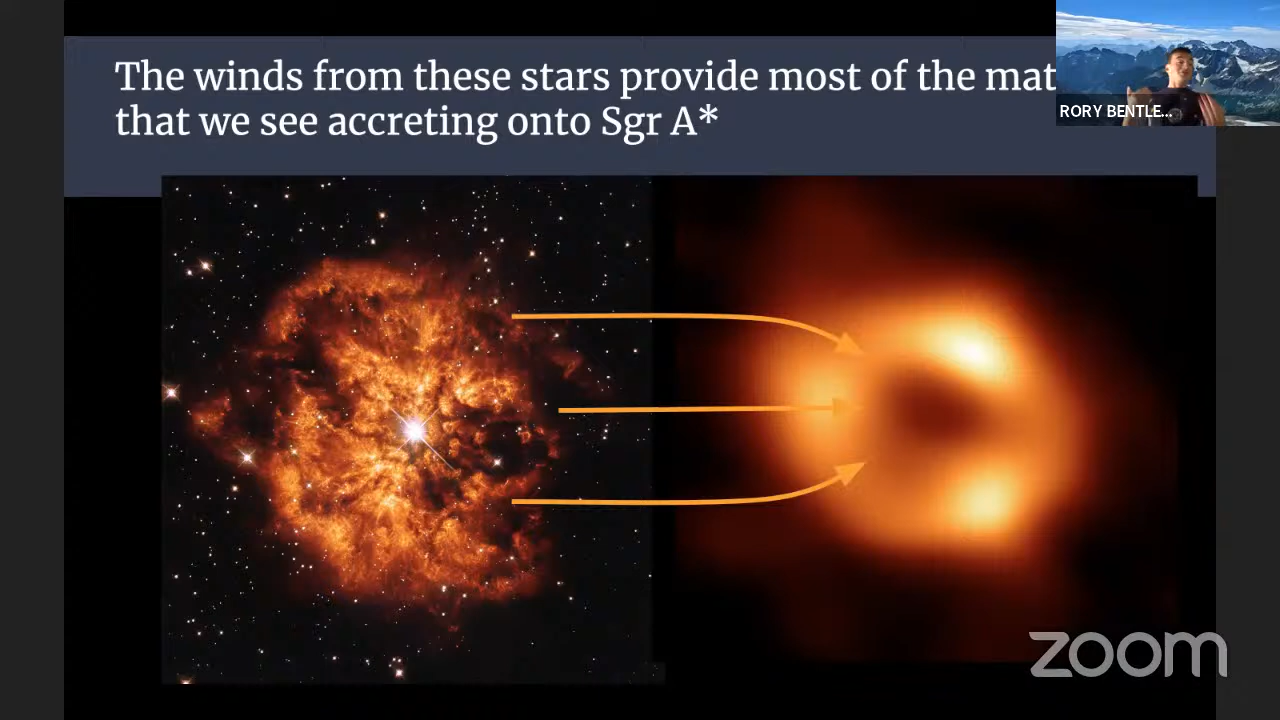 The winds from these stars provide most of the mat
that we see accreting onto Sgr A*
RORY BENTLE...
zoom